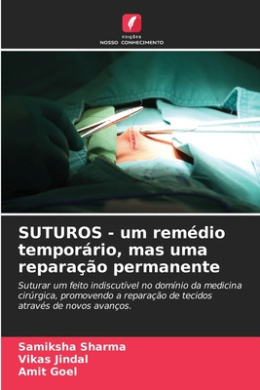 edições
NOSSO CONHECIMENTO
SUTUROS - um remédio
temporário, mas uma
reparação permanente
Suturar um feito indiscutível no domínio da medicina
cirúrgica, promovendo a reparação de tecidos
através de novos avanços.
Samiksha Sharma
Vikas Jindal
Amit Goel